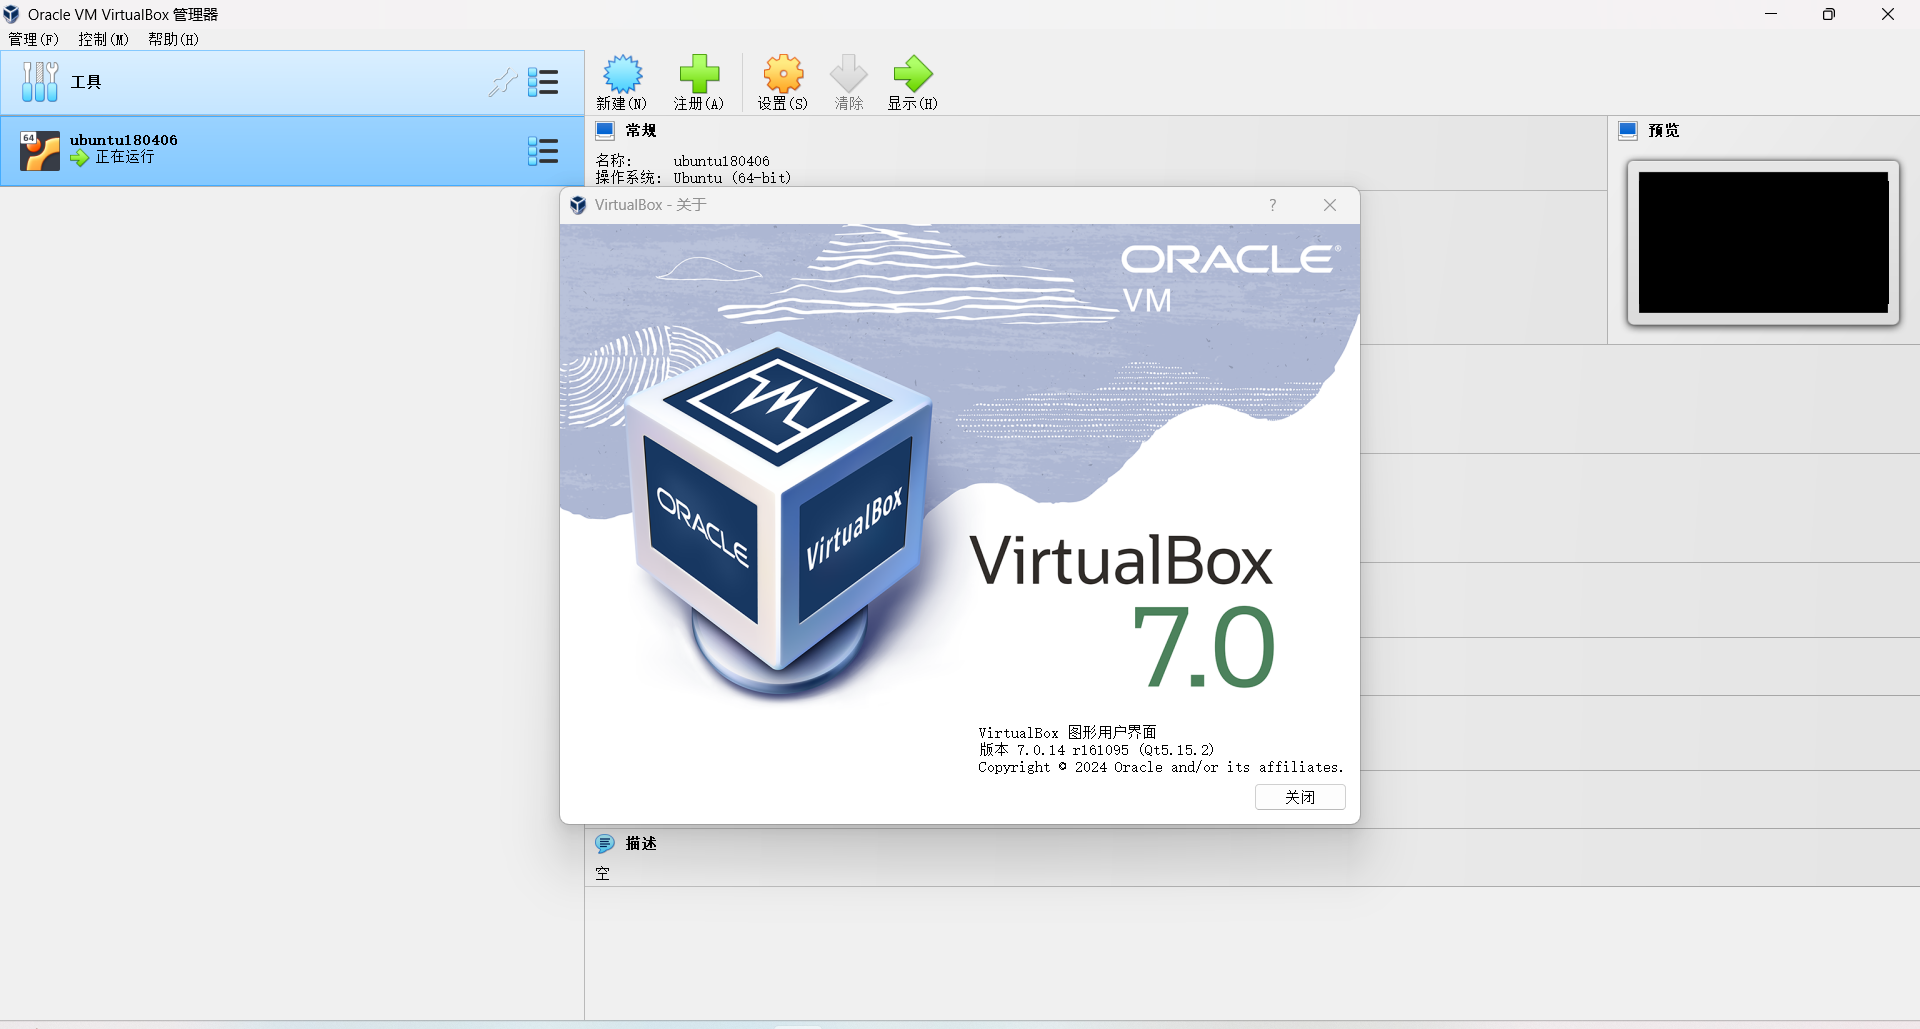 Oracle VM VirtualBox 管理器
管理(F) 控制(M) 帮助(H)
工具
新建(N) 注册(A) 设置(S) 清除 显示(H)
64
ubuntu180406
正在运行
常规
名称: ubuntu180406
操作系统: Ubuntu (64-bit)
预览
VirtualBox - 关于
?
ORACLE®
VM
ORACLE
VirtualBox
VirtualBox
7.0
VirtualBox 图形用户界面
版本 7.0.14 r161095 (Qt5.15.2)
Copyright © 2024 Oracle and/or its affiliates.
关闭
描述
空